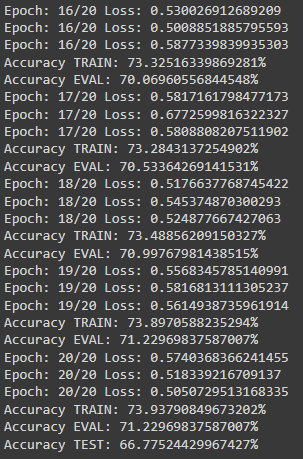 Epoch: 16/20 Loss: 0.530026912689209
Epoch: 16/20 Loss: 0.5008851885795593
Epoch: 16/20 Loss: 0.5877339839935303
Accuracy TRAIN: 73.32516339869281%
Accuracy EVAL: 70.06960556844548%
Epoch: 17/20 Loss: 0.5817161798477173
Epoch: 17/20 Loss: 0.6772599816322327
Epoch: 17/20 Loss: 0.5808808207511902
Accuracy TRAIN: 73.2843137254902%
Accuracy EVAL: 70.53364269141531%
Epoch: 18/20 Loss: 0.5176637768745422
Epoch: 18/20 Loss: 0.545374870300293
Epoch: 18/20 Loss: 0.524877667427063
Accuracy TRAIN: 73.48856209150327%
Accuracy EVAL: 70.99767981438515%
Epoch: 19/20 Loss: 0.5568345785140991
Epoch: 19/20 Loss: 0.5816813111305237
Epoch: 19/20 Loss: 0.5614938735961914
Accuracy TRAIN: 73.8970588235294%
Accuracy EVAL: 71.22969837587007%
Epoch: 20/20 Loss: 0.5740368366241455
Epoch: 20/20 Loss: 0.518339216709137
Epoch: 20/20 Loss: 0.5050729513168335
Accuracy TRAIN: 73.93790849673202%
Accuracy EVAL: 71.22969837587007%
Accuracy TEST: 66.77524429967427%